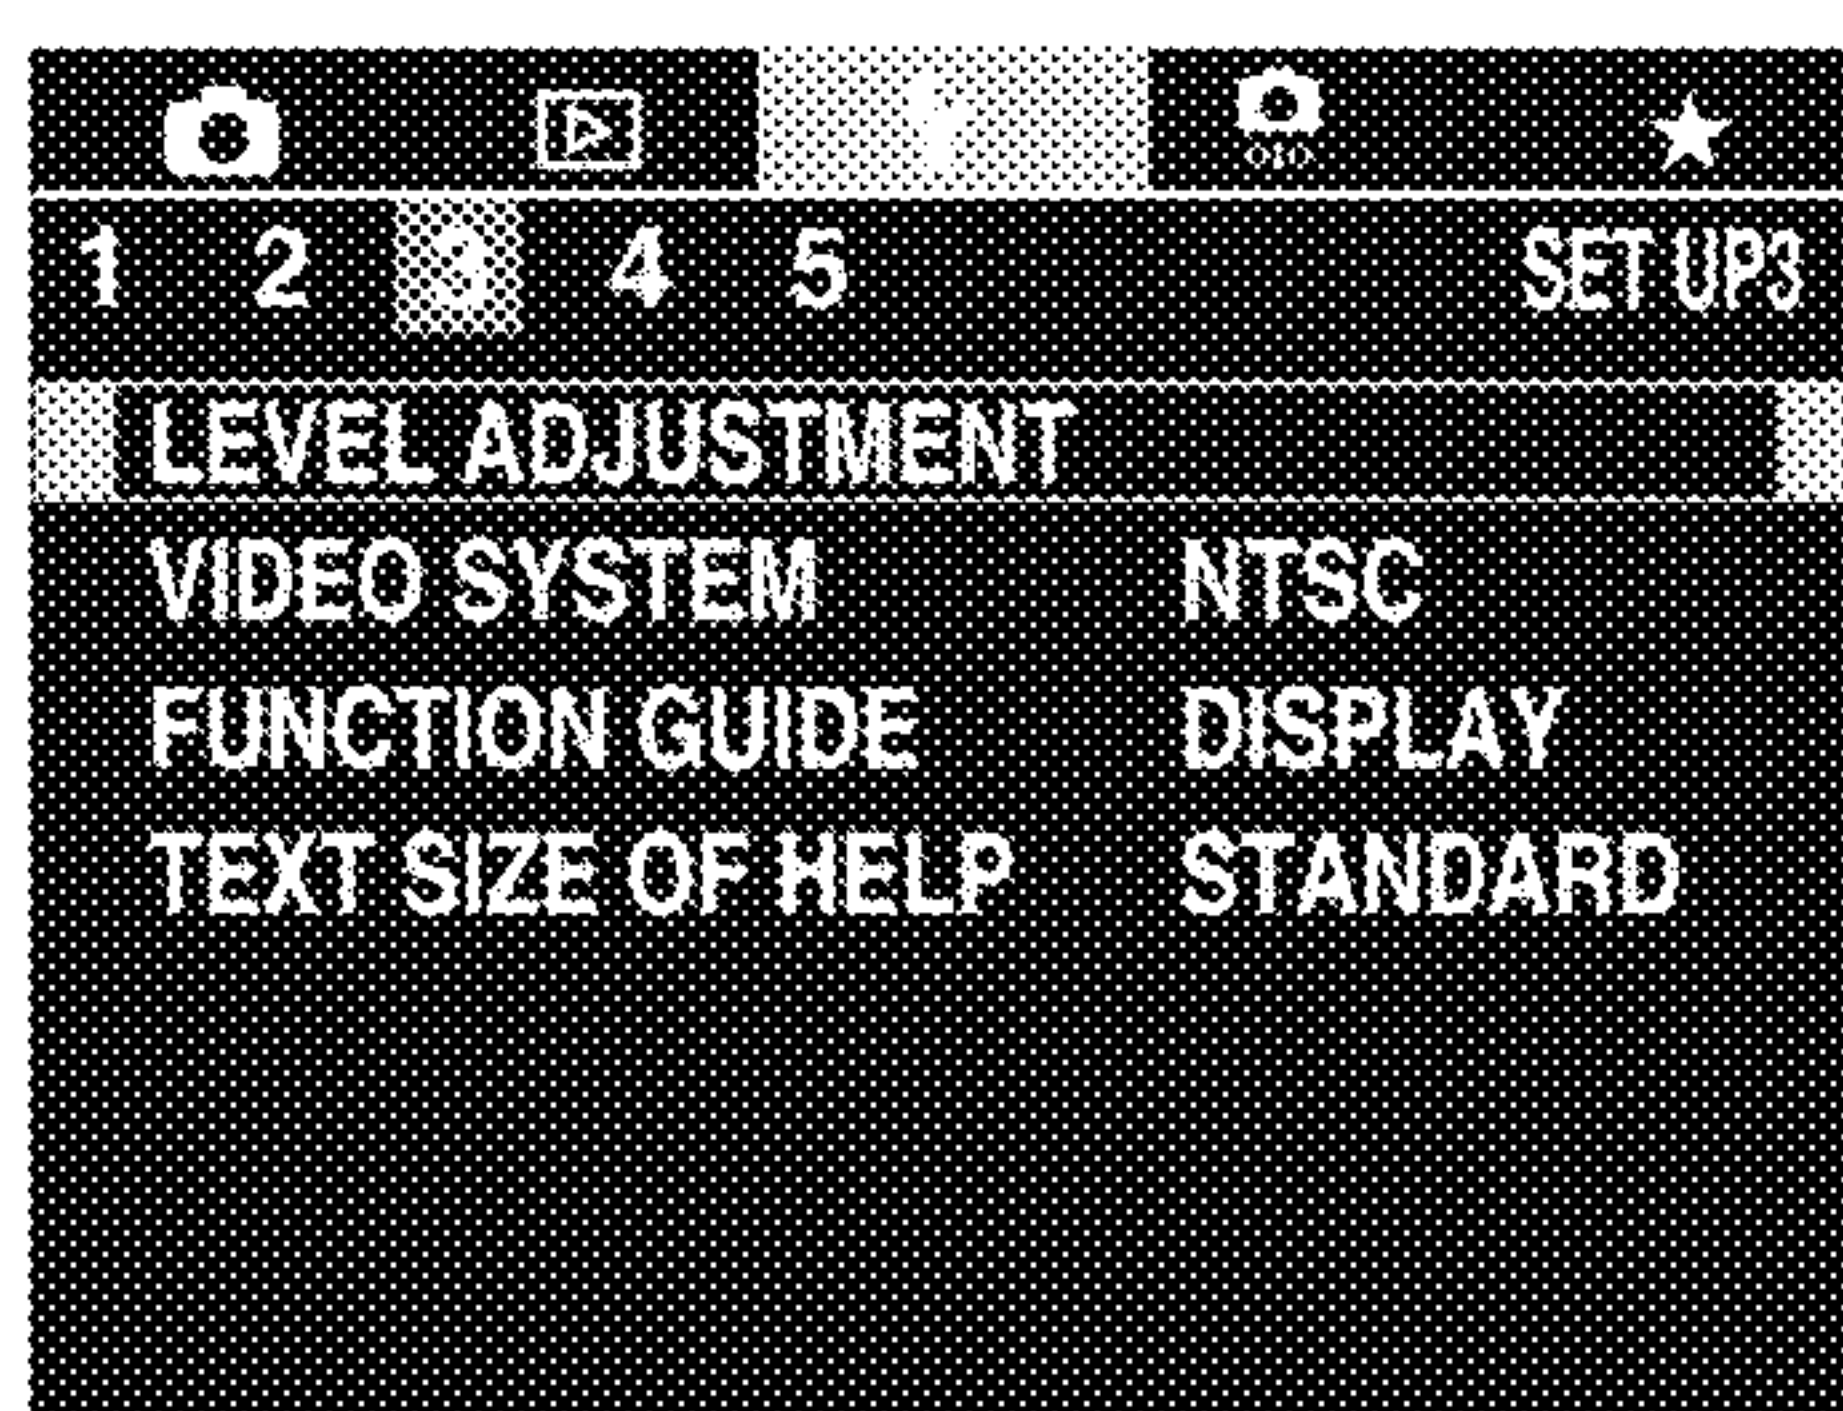 1 2 3 4 5 SET UP3
LEVEL ADJUSTMENT
VIDEO SYSTEM NTSC
FUNCTION GUIDE DISPLAY
TEXT SIZE OF HELP STANDARD